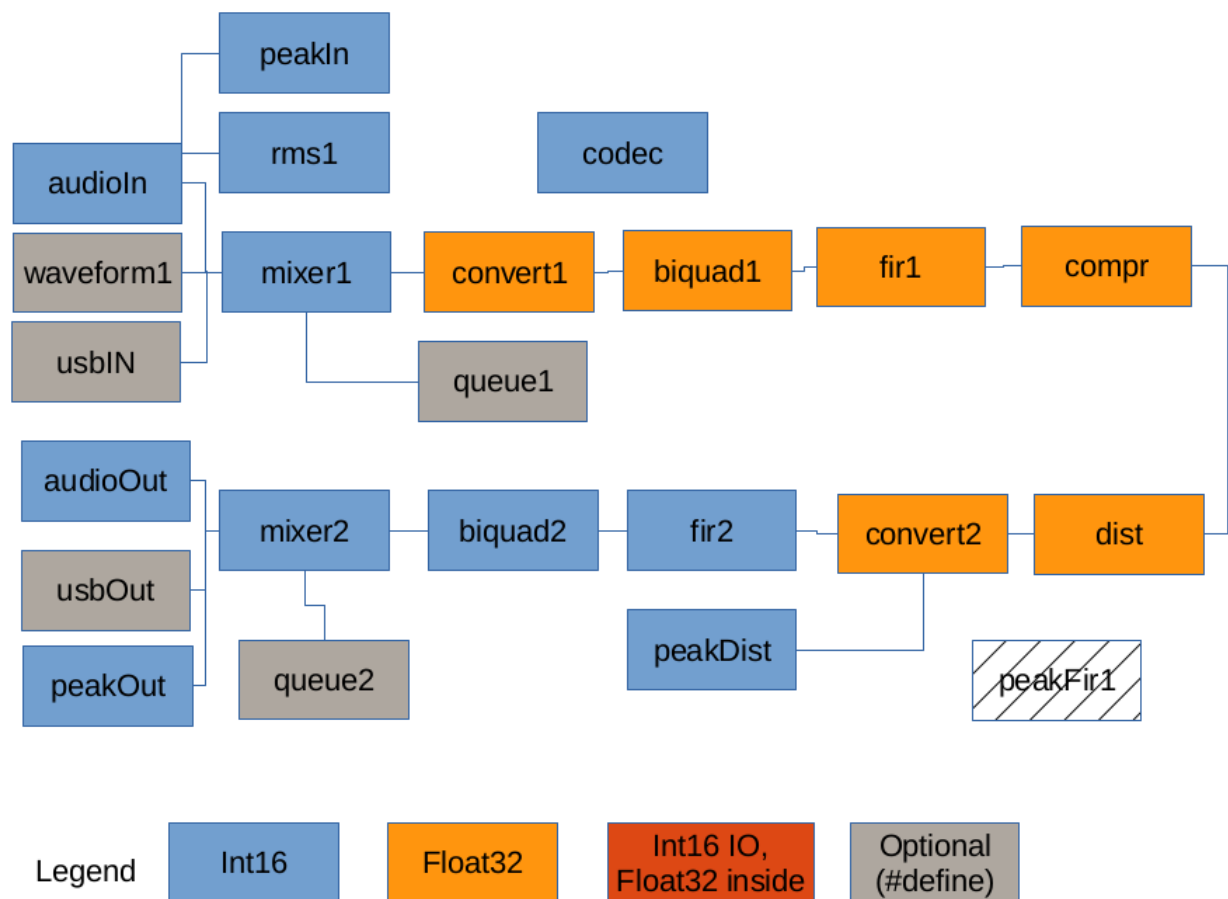 peakIn
rms1
codec
audioIn
waveform1
mixer1
convert1
biquad1
fir1
compr
usbIN
queue1
audioOut
mixer2
biquad2
fir2
convert2
dist
usbOut
peakDist
peakOut
queue2
peakFir1
Legend
Int16
Float32
Int16 IO,
Float32 inside
Optional
(#define)